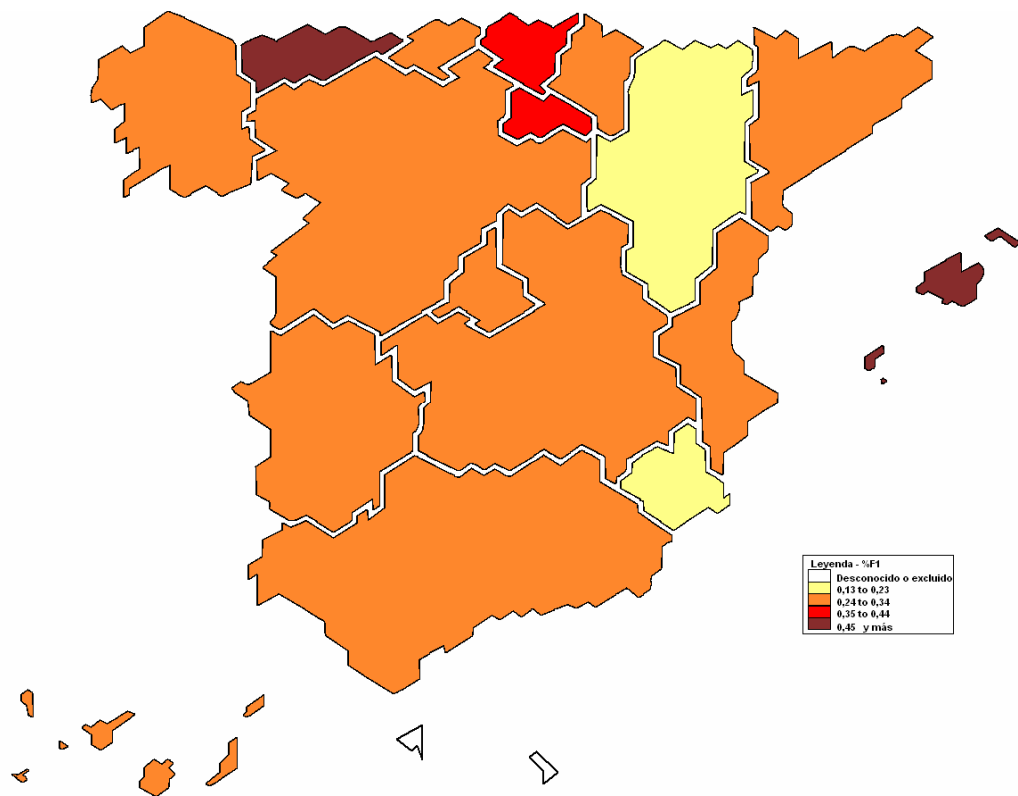 Leyenda - %F1
Desconocido o excluido
0,13 to 0,23
0,24 to 0,34
0,35 to 0,44
0,45 y más